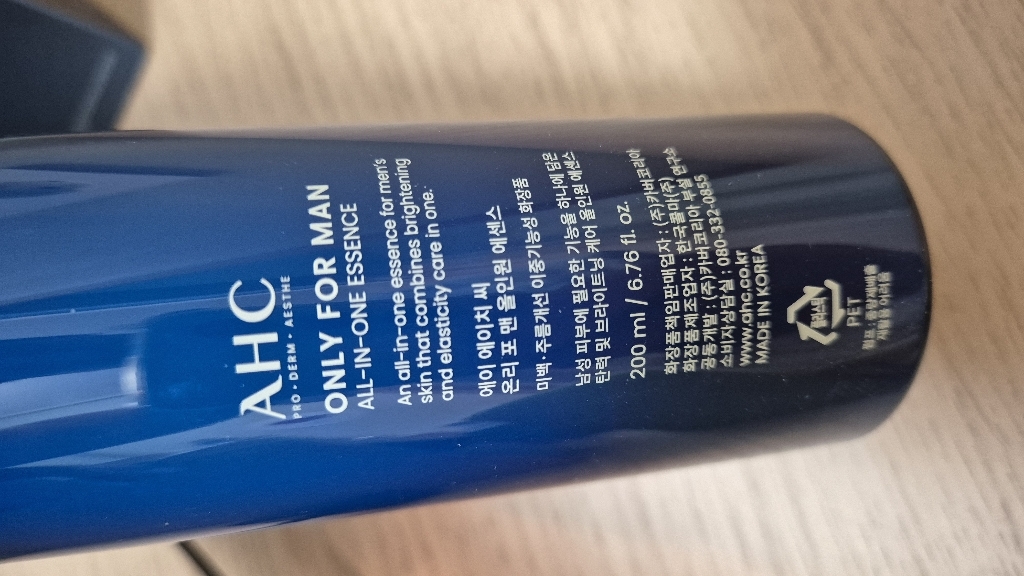 AHC
PRO • DERM • AESTHE
ONLY FOR MAN
ALL-IN-ONE ESSENCE
An all-in-one essence for men's
skin that combines brightening
and elasticity care in one.
에이 에이치 씨
온리 포 맨 올인원 에센스
미백·주름개선 이중기능성 화장품
남성 피부에 필요한 기능을 하나에 담은
탄력 및 브라이트닝 케어 올인원 에센스
200 ml / 6.76 fl. oz.
화장품책임판매업자 : (주)카버코리아
화장품제조업자 : 한국콜마(주)
공동개발 : (주)카버코리아 부설 연구소
소비자상담실 : 080-332-0855
www.ahc.co.kr
MADE IN KOREA
플라스틱
PET
펌프 :